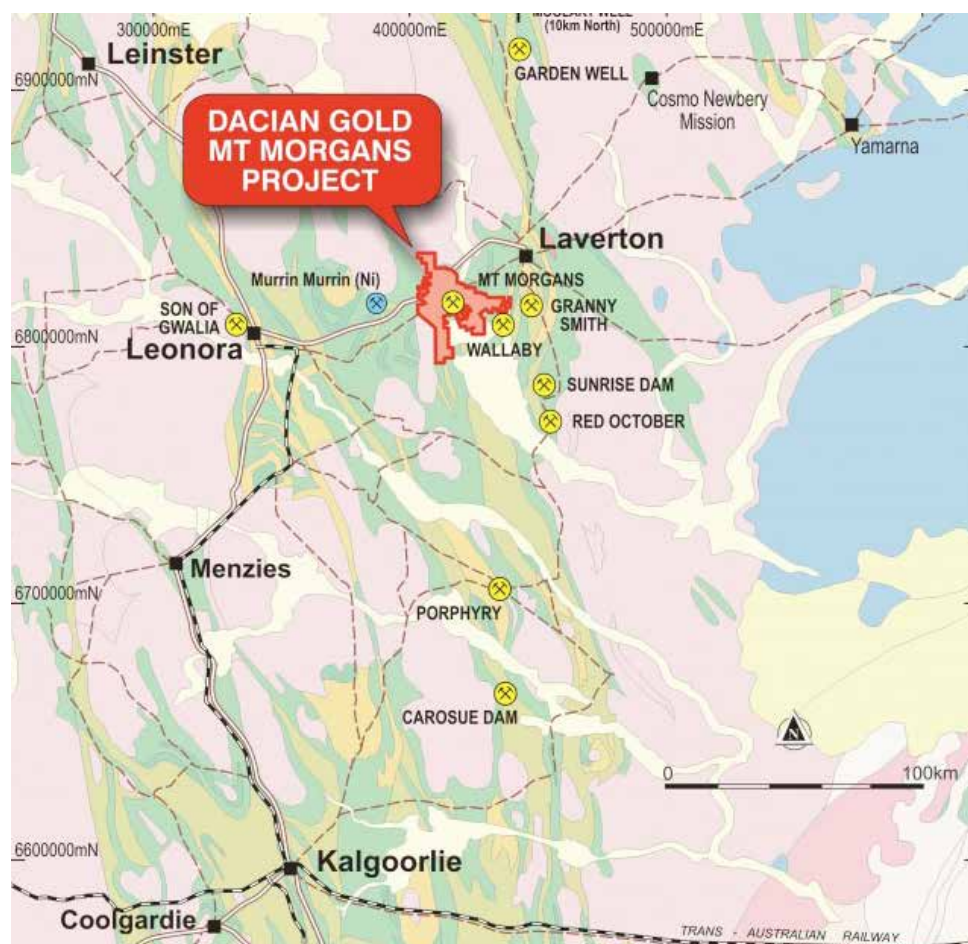 300000mE
400000mE
(10km North)
500000mE
Leinster
6900000mN
GARDEN WELL
Cosmo Newbery
Mission
Yamarna
DACIAN GOLD
MT MORGANS
PROJECT
Laverton
Murrin Murrin (Ni)
MT MORGANS
SON OF
GWALIA
GRANNY
SMITH
6800000mN
Leonora
WALLABY
SUNRISE DAM
RED OCTOBER
Menzies
6700000mN
PORPHYRY
CAROSUE DAM
N
0
100km
6600000mN
Kalgoorlie
Coolgardie
TRANS - AUSTRALIAN RAILWAY